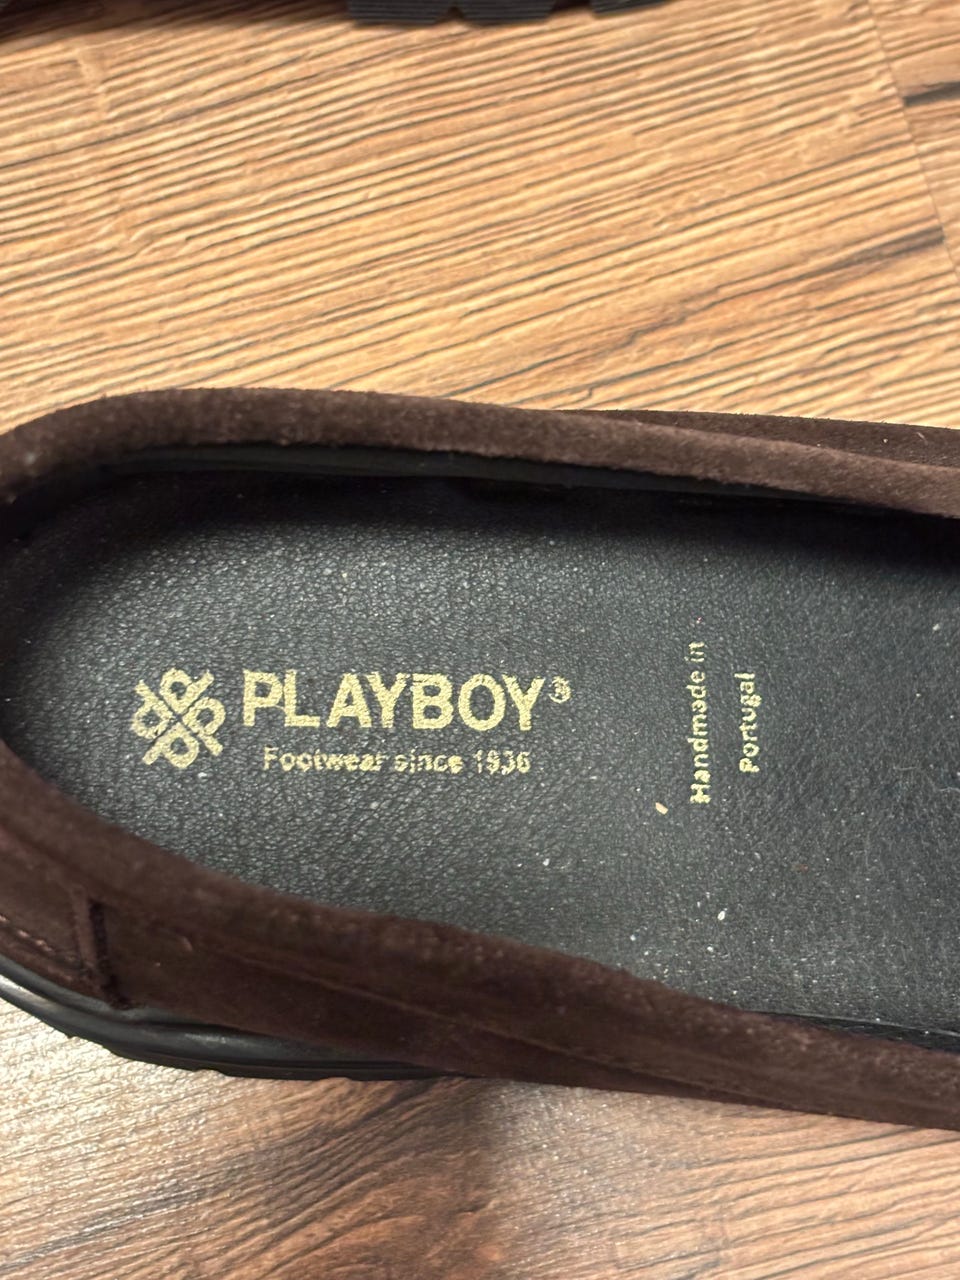 PLAYBOY®
Footwear since 1936
Handmade in
Portugal